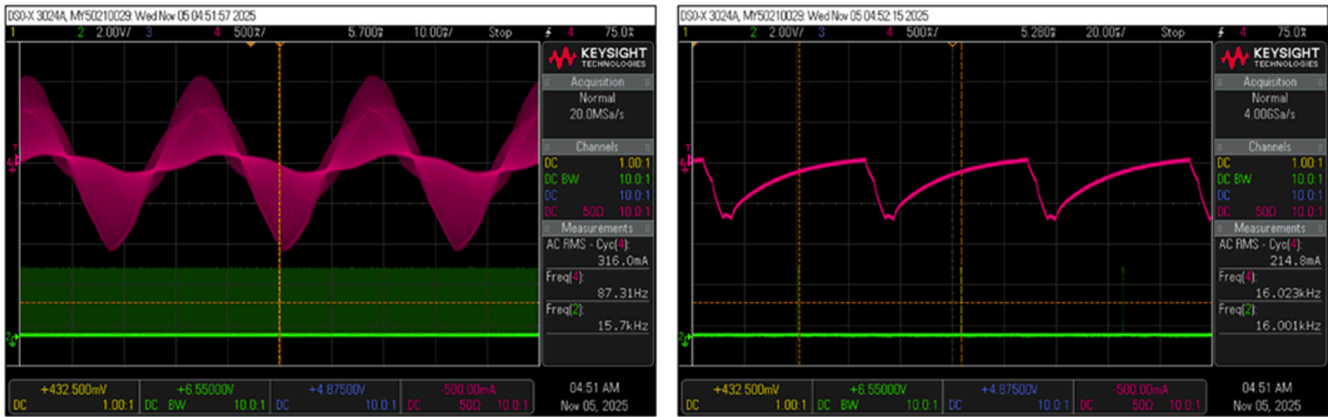 DSO-X 3024A, MY50210029: Wed Nov 05 04:51:57 2025
1 2 2.00V/ 3 4 500%/ 5.700% 10.00%/ Stop 4 75.0%
KEYSIGHT
TECHNOLOGIES
Acquisition
Normal
20.0MSa/s
Channels
DC 1.00:1
DC BW 10.0:1
DC 10.0:1
DC 50Ω 10.0:1
Measurements
AC RMS - Cyc(4):
316.0mA
Freq(4):
87.31Hz
Freq(2):
15.7kHz
+432.500mV +6.55000V +4.87500V -500.00mA
DC 1.00:1 DC BW 10.0:1 DC 10.0:1 DC 50Ω 10.0:1
04:51 AM
Nov 05, 2025
DSO-X 3024A, MY50210029: Wed Nov 05 04:52:15 2025
1 2 2.00V/ 3 4 500%/ 5.280% 20.00%/ Stop 4 75.0%
KEYSIGHT
TECHNOLOGIES
Acquisition
Normal
4.00GSa/s
Channels
DC 1.00:1
DC BW 10.0:1
DC 10.0:1
DC 50Ω 10.0:1
Measurements
AC RMS - Cyc(4):
214.8mA
Freq(4):
16.023kHz
Freq(2):
16.001kHz
+432.500mV +6.55000V +4.87500V -500.00mA
DC 1.00:1 DC BW 10.0:1 DC 10.0:1 DC 50Ω 10.0:1
04:52 AM
Nov 05, 2025